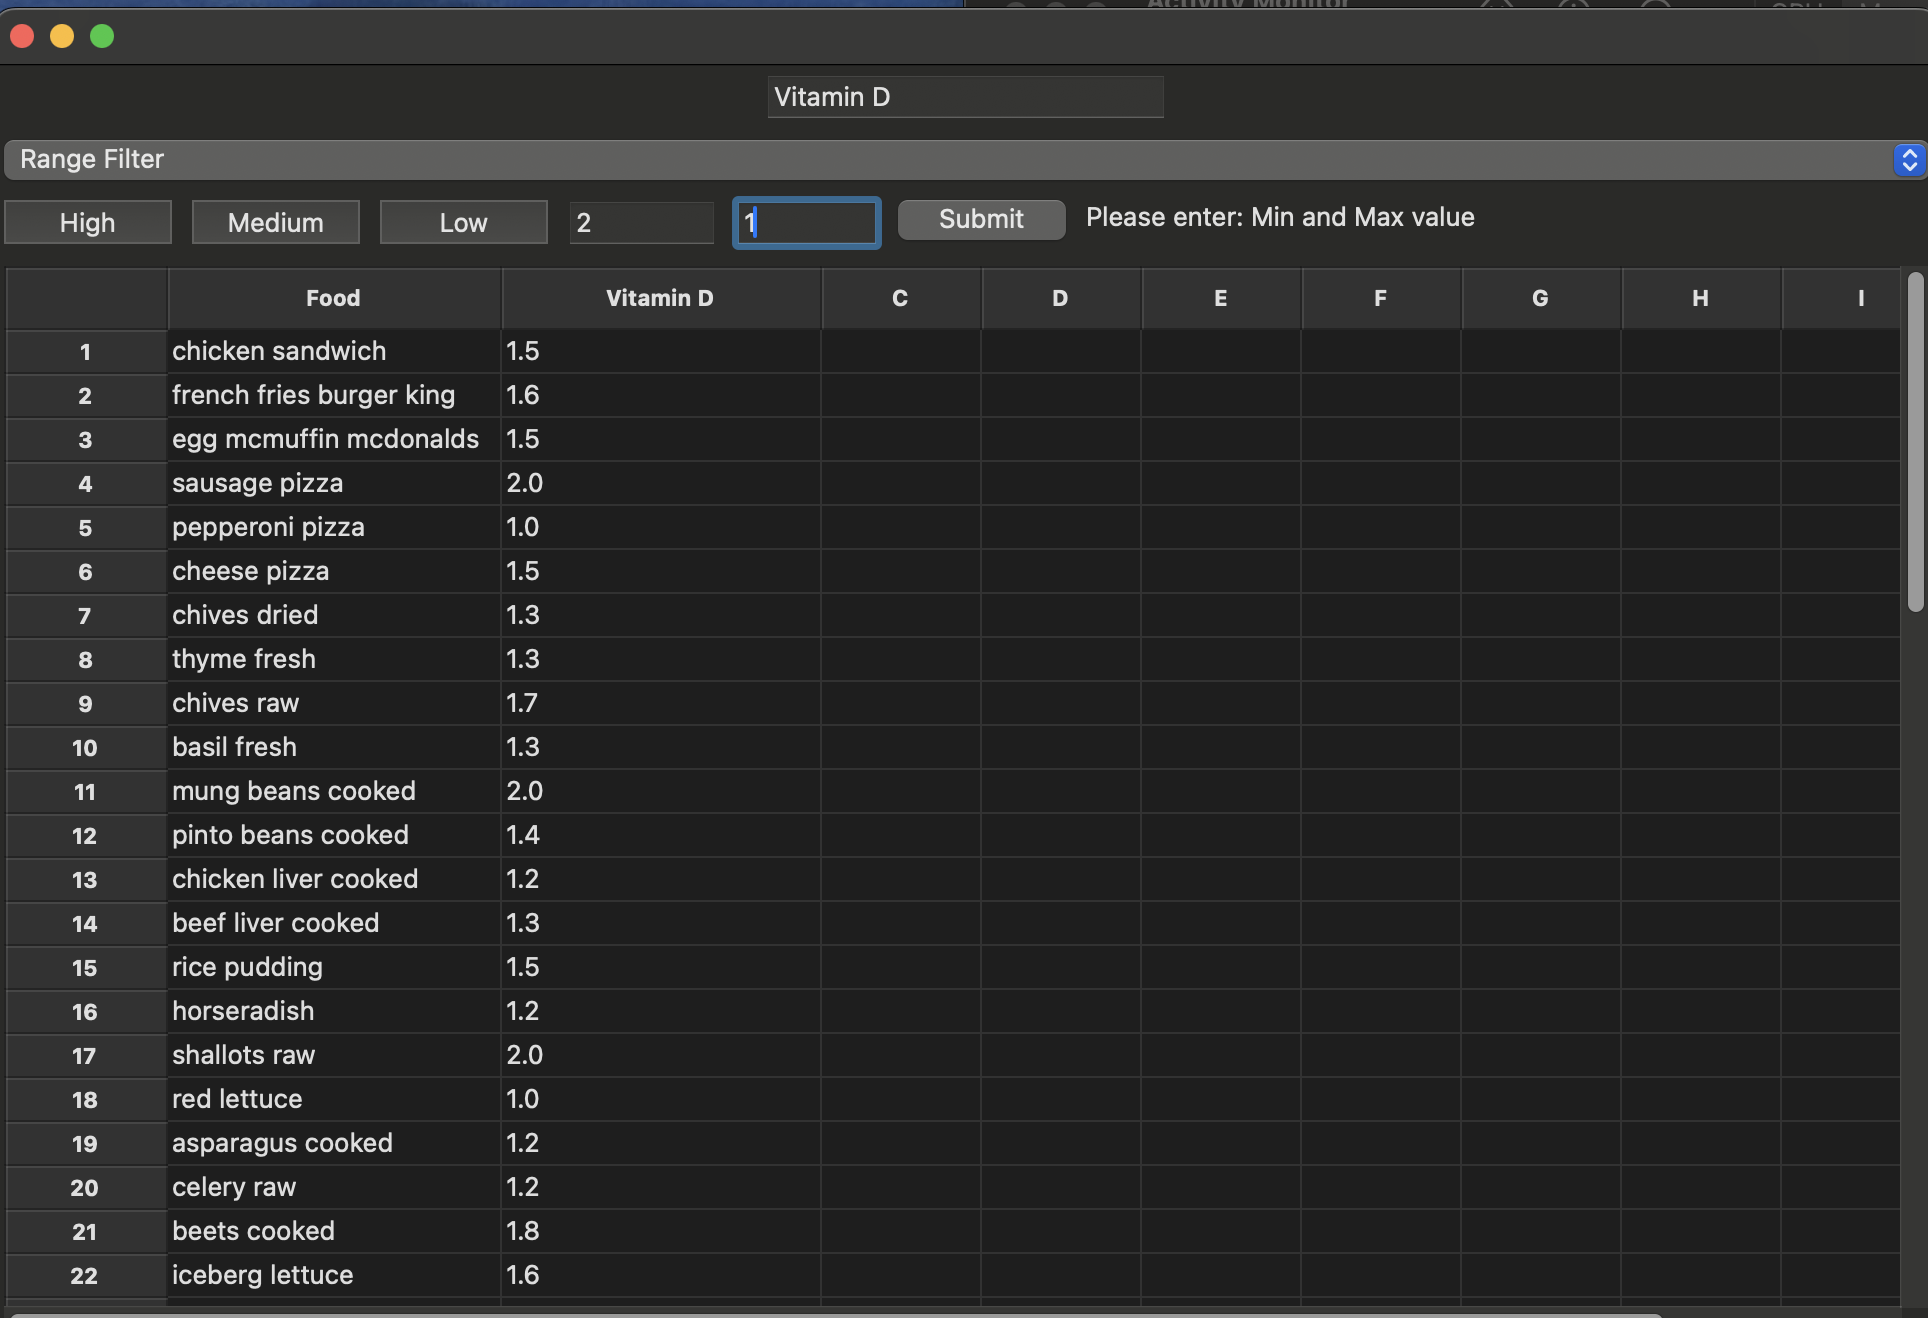 Activity Monitor
Vitamin D
Range Filter
High Medium Low 2 1 Submit Please enter: Min and Max value
Food Vitamin D C D E F G H I
1 chicken sandwich 1.5
2 french fries burger king 1.6
3 egg mcmuffin mcdonalds 1.5
4 sausage pizza 2.0
5 pepperoni pizza 1.0
6 cheese pizza 1.5
7 chives dried 1.3
8 thyme fresh 1.3
9 chives raw 1.7
10 basil fresh 1.3
11 mung beans cooked 2.0
12 pinto beans cooked 1.4
13 chicken liver cooked 1.2
14 beef liver cooked 1.3
15 rice pudding 1.5
16 horseradish 1.2
17 shallots raw 2.0
18 red lettuce 1.0
19 asparagus cooked 1.2
20 celery raw 1.2
21 beets cooked 1.8
22 iceberg lettuce 1.6